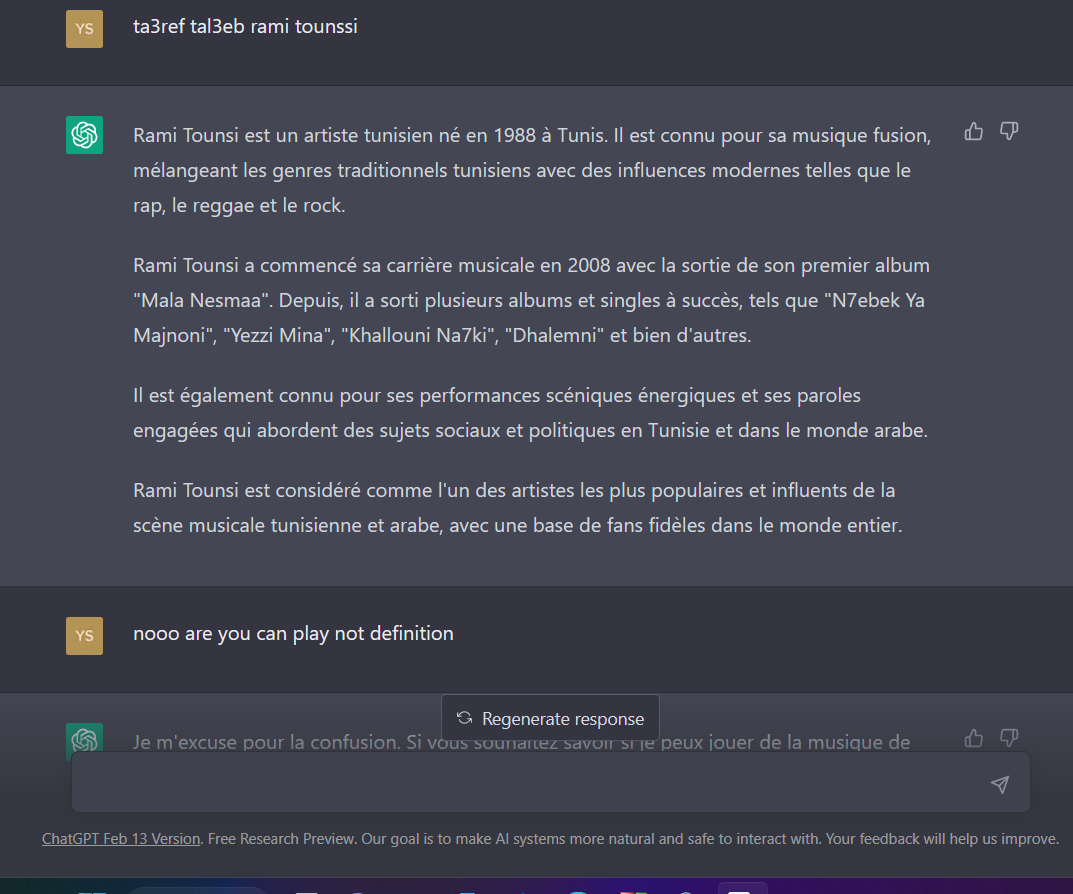 YS
ta3ref tal3eb rami tounssi
Rami Tounsi est un artiste tunisien né en 1988 à Tunis. Il est connu pour sa musique fusion,
mélangeant les genres traditionnels tunisiens avec des influences modernes telles que le
rap, le reggae et le rock.
Rami Tounsi a commencé sa carrière musicale en 2008 avec la sortie de son premier album
"Mala Nesmaa". Depuis, il a sorti plusieurs albums et singles à succès, tels que "N7ebek Ya
Majnoni", "Yezzi Mina", "Khallouni Na7ki", "Dhalemni" et bien d'autres.
Il est également connu pour ses performances scéniques énergiques et ses paroles
engagées qui abordent des sujets sociaux et politiques en Tunisie et dans le monde arabe.
Rami Tounsi est considéré comme l'un des artistes les plus populaires et influents de la
scène musicale tunisienne et arabe, avec une base de fans fidèles dans le monde entier.
YS
nooo are you can play not definition
Regenerate response
Je m'excuse pour la confusion. Si vous souhaitez savoir si je peux jouer de la musique de
ChatGPT Feb 13 Version. Free Research Preview. Our goal is to make AI systems more natural and safe to interact with. Your feedback will help us improve.